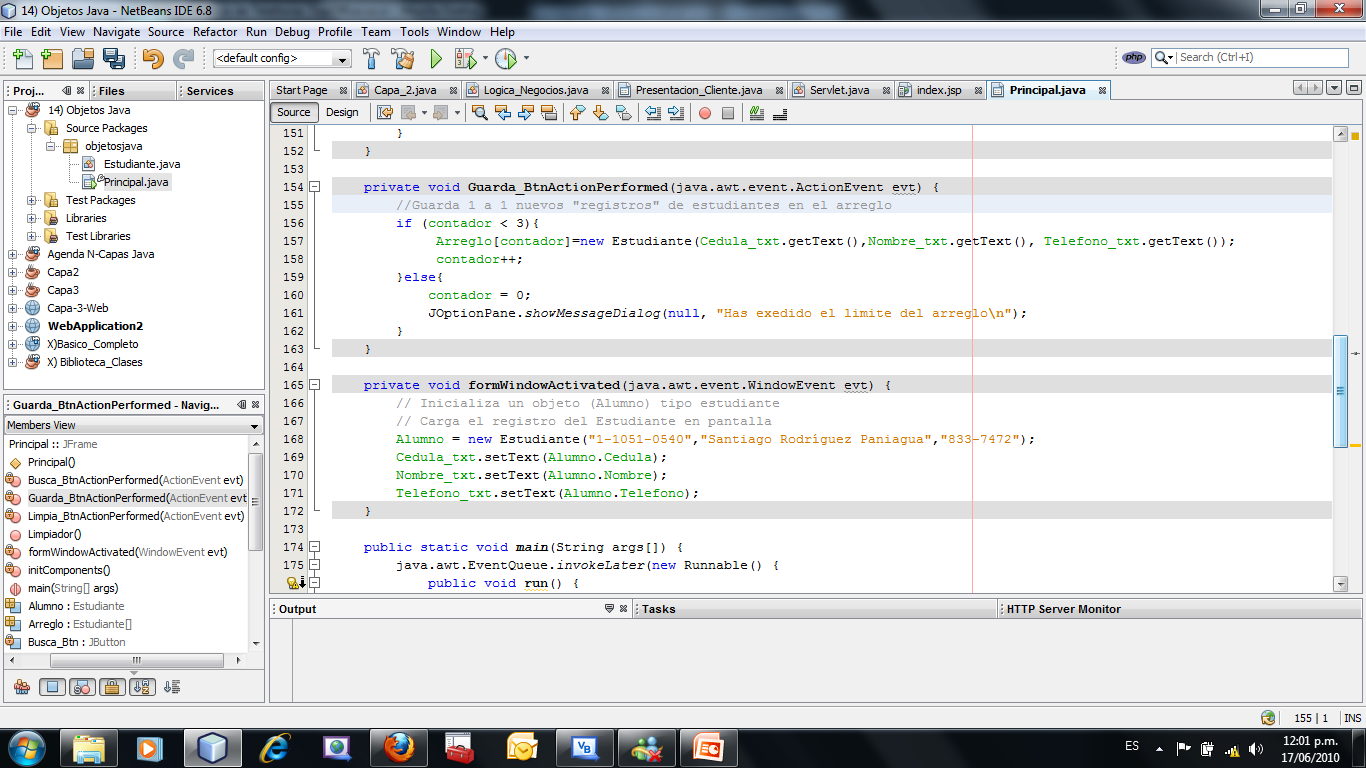 14) Objetos Java - NetBeans IDE 6.8
File Edit View Navigate Source Refactor Run Debug Profile Team Tools Window Help
<default config>
php
Search (Ctrl+I)
Proj... Files Services
14) Objetos Java
Source Packages
objetosjava
Estudiante.java
Principal.java
Test Packages
Libraries
Test Libraries
Agenda N-Capas Java
Capa2
Capa3
Capa-3-Web
WebApplication2
X)Basico_Completo
X) Biblioteca_Clases
Guarda_BtnActionPerformed - Navig...
Members View
Principal :: JFrame
Principal()
Busca_BtnActionPerformed(ActionEvent evt)
Guarda_BtnActionPerformed(ActionEvent evt
Limpia_BtnActionPerformed(ActionEvent evt)
Limpiador()
formWindowActivated(WindowEvent evt)
initComponents()
main(String[] args)
Alumno : Estudiante
Arreglo : Estudiante[]
Busca_Btn : JButton
Start Page Capa_2.java Logica_Negocios.java Presentacion_Cliente.java Servlet.java index.jsp Principal.java
Source Design
151 }
152 }
153
154 private void Guarda_BtnActionPerformed(java.awt.event.ActionEvent evt) {
155 //Guarda 1 a 1 nuevos "registros" de estudiantes en el arreglo
156 if (contador < 3){
157 Arreglo[contador]=new Estudiante(Cedula_txt.getText(),Nombre_txt.getText(), Telefono_txt.getText());
158 contador++;
159 }else{
160 contador = 0;
161 JOptionPane.showMessageDialog(null, "Has exedido el limite del arreglo\n");
162 }
163 }
164
165 private void formWindowActivated(java.awt.event.WindowEvent evt) {
166 // Inicializa un objeto (Alumno) tipo estudiante
167 // Carga el registro del Estudiante en pantalla
168 Alumno = new Estudiante("1-1051-0540","Santiago Rodríguez Paniagua","833-7472");
169 Cedula_txt.setText(Alumno.Cedula);
170 Nombre_txt.setText(Alumno.Nombre);
171 Telefono_txt.setText(Alumno.Telefono);
172 }
173
174 public static void main(String args[]) {
175 java.awt.EventQueue.invokeLater(new Runnable() {
public void run() {
Output Tasks HTTP Server Monitor
155 | 1 INS
ES
12:01 p.m.
17/06/2010